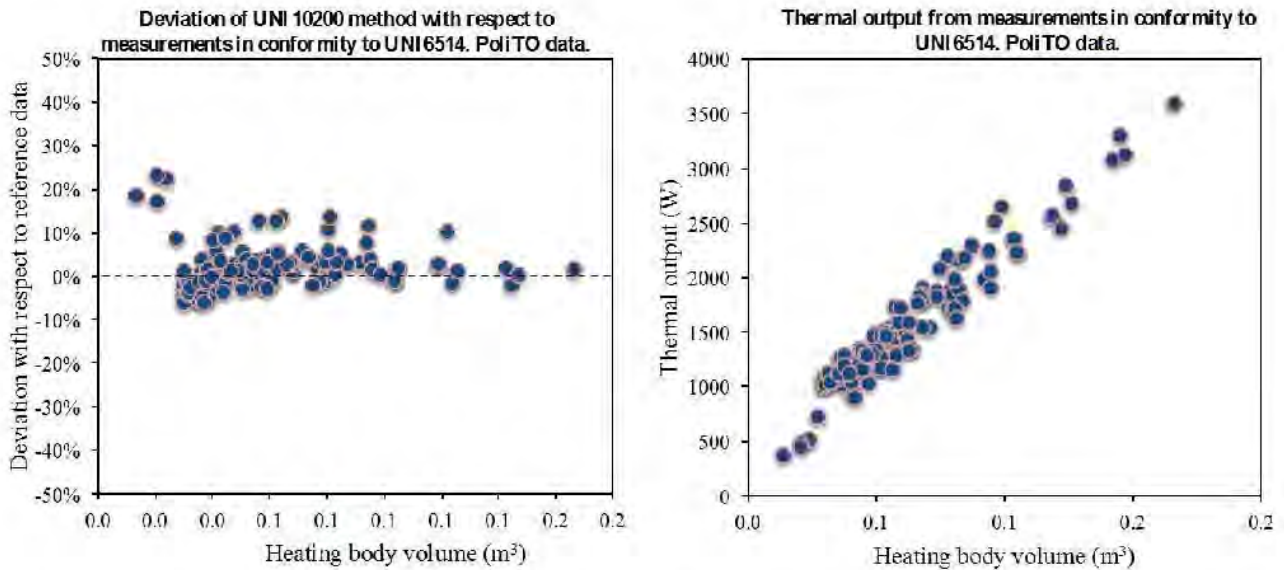 Deviation of UNI 10200 method with respect to
measurements in conformity to UNI 6514. PoliTO data.
50%
40%
30%
20%
10%
0%
-10%
-20%
-30%
-40%
-50%
Deviation with respect to reference data
0.0 0.0 0.0 0.1 0.1 0.1 0.1 0.1 0.2 0.2
Heating body volume (m³)
Thermal output from measurements in conformity to
UNI 6514. PoliTO data.
4000
3500
3000
2500
2000
1500
1000
500
0
Thermal output (W)
0.0 0.1 0.1 0.2 0.2
Heating body volume (m³)